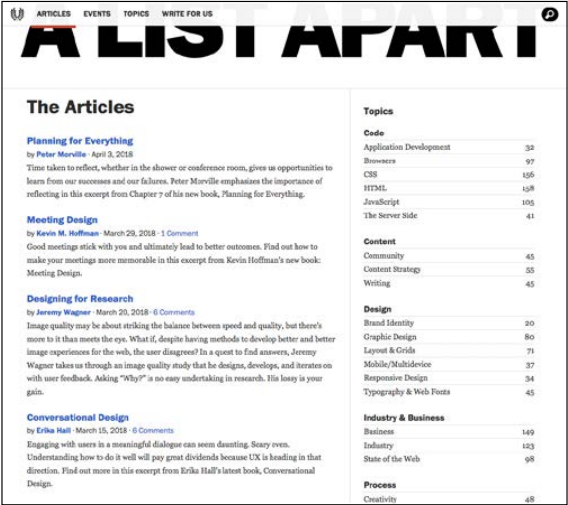 ARTICLES EVENTS TOPICS WRITE FOR US
A LIST APART
The Articles
Planning for Everything
by Peter Morville · April 3, 2018
Time taken to reflect, whether in the shower or conference room, gives us opportunities to
learn from our successes and our failures. Peter Morville emphasizes the importance of
reflecting in this excerpt from Chapter 7 of his new book, Planning for Everything.
Meeting Design
by Kevin M. Hoffman · March 29, 2018 · 1 Comment
Good meetings stick with you and ultimately lead to better outcomes. Find out how to
make your meetings more memorable in this excerpt from Kevin Hoffman's new book:
Meeting Design.
Designing for Research
by Jeremy Wagner · March 20, 2018 · 6 Comments
Image quality may be about striking the balance between speed and quality, but there's
more to it than meets the eye. What if, despite having methods to develop better and better
image experiences for the web, the user disagrees? In a quest to find answers, Jeremy
Wagner takes us through an image quality study that he designs, develops, and iterates on
with user feedback. Asking "Why?" is no easy undertaking in research. His lossy is your
gain.
Conversational Design
by Erika Hall · March 15, 2018 · 6 Comments
Engaging with users in a meaningful dialogue can seem daunting. Scary even.
Understanding how to do it well will pay great dividends because UX is heading in that
direction. Find out more in this excerpt from Erika Hall's latest book, Conversational
Design.
Topics
Code
Application Development 32
Browsers 97
CSS 156
HTML 158
JavaScript 105
The Server Side 41
Content
Community 45
Content Strategy 55
Writing 45
Design
Brand Identity 20
Graphic Design 80
Layout & Grids 71
Mobile/Multidevice 37
Responsive Design 34
Typography & Web Fonts 45
Industry & Business
Business 149
Industry 123
State of the Web 98
Process
Creativity 48